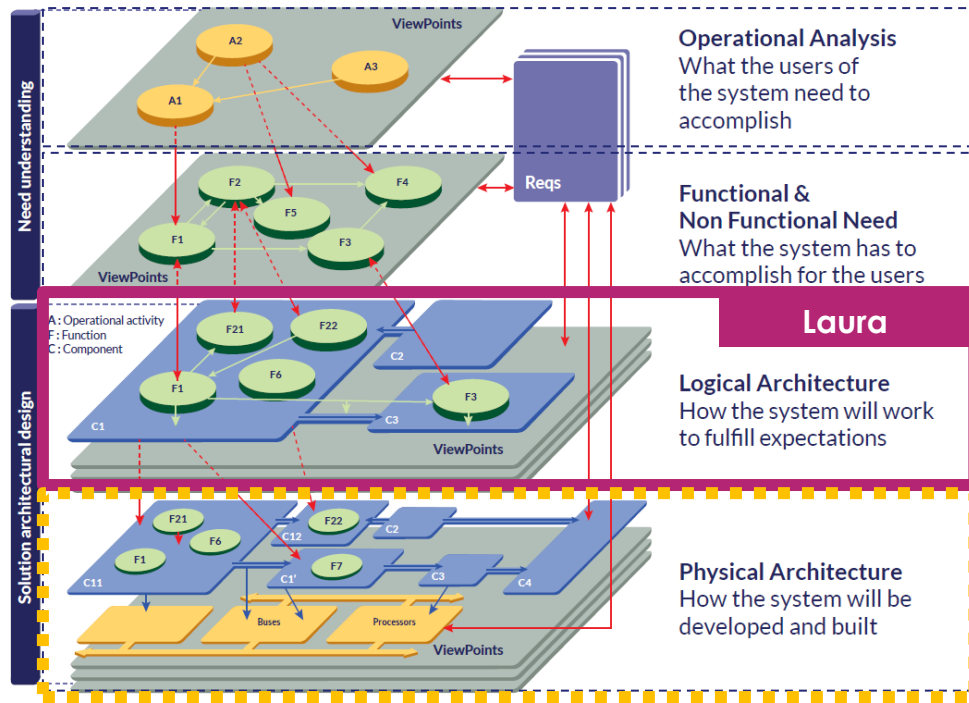 Need understanding
ViewPoints
A2
A3
A1
Operational Analysis
What the users of
the system need to
accomplish
Reqs
F2
F4
F5
F1
F3
ViewPoints
Functional &
Non Functional Need
What the system has to
accomplish for the users
Solution architectural design
A : Operational activity
F : Function
C : Component
F21
F22
F1
F6
F3
C1
C2
C3
ViewPoints
Laura
Logical Architecture
How the system will work
to fulfill expectations
F21
F6
F1
C11
F22
C12
C2
F7
C1'
C3
C4
Buses
Processors
ViewPoints
Physical Architecture
How the system will be
developed and built